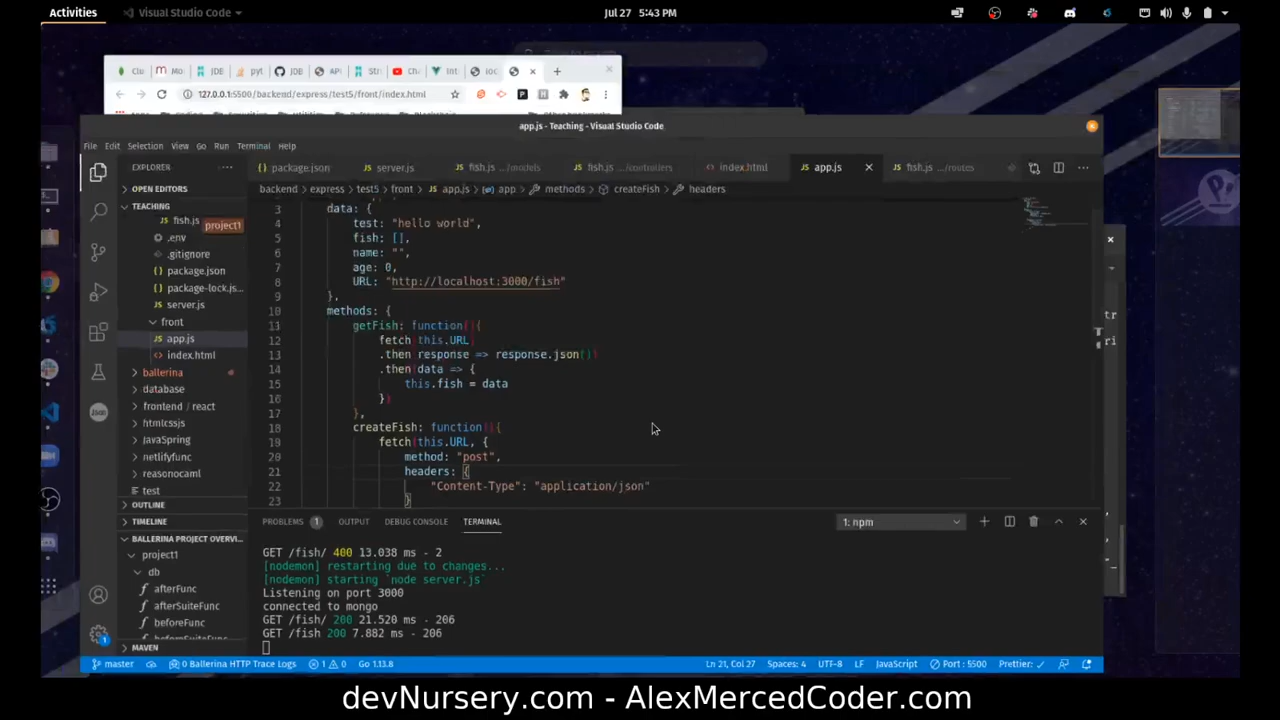 Activities
Visual Studio Code
Jul 27 5:43 PM
127.0.0.1:5500/backend/express/test5/front/index.html
app.js - Teaching - Visual Studio Code
File Edit Selection View Go Run Terminal Help
EXPLORER
package.json
server.js
fish.js .../models
fish.js .../controllers
index.html
app.js
fish.js .../routes
backend > express > test5 > front > app.js > app > methods > createFish > headers
OPEN EDITORS
TEACHING
fish.js
project1
.env
.gitignore
package.json
package-lock.js...
server.js
front
app.js
index.html
ballerina
database
frontend / react
htmlcssjs
JavaSpring
netlifyfunc
reasonocaml
test
OUTLINE
TIMELINE
BALLERINA PROJECT OVERVI...
project1
db
afterFunc
afterSuiteFunc
beforeFunc
beforeSuiteFunc
MAVEN
3 data: {
4 test: "hello world",
5 fish: [],
6 name: "",
7 age: 0,
8 URL: "http://localhost:3000/fish"
9 },
10 methods: {
11 getFish: function(){
12 fetch(this.URL)
13 .then(response => response.json())
14 .then(data => {
15 this.fish = data
16 })
17 },
18 createFish: function(){
19 fetch(this.URL, {
20 method: "post",
21 headers: {
22 "Content-Type": "application/json"
23 }
PROBLEMS 1 OUTPUT DEBUG CONSOLE TERMINAL
1: npm
GET /fish/ 400 13.038 ms - 2
[nodemon] restarting due to changes...
[nodemon] starting `node server.js`
Listening on port 3000
connected to mongo
GET /fish/ 200 21.520 ms - 206
GET /fish 200 7.882 ms - 206
master
0 Ballerina HTTP Trace Logs
1 0
Go 1.13.8
Ln 21, Col 27
Spaces: 4
UTF-8
LF
JavaScript
Port : 5500
Prettier: ✓
devNursery.com - AlexMercedCoder.com